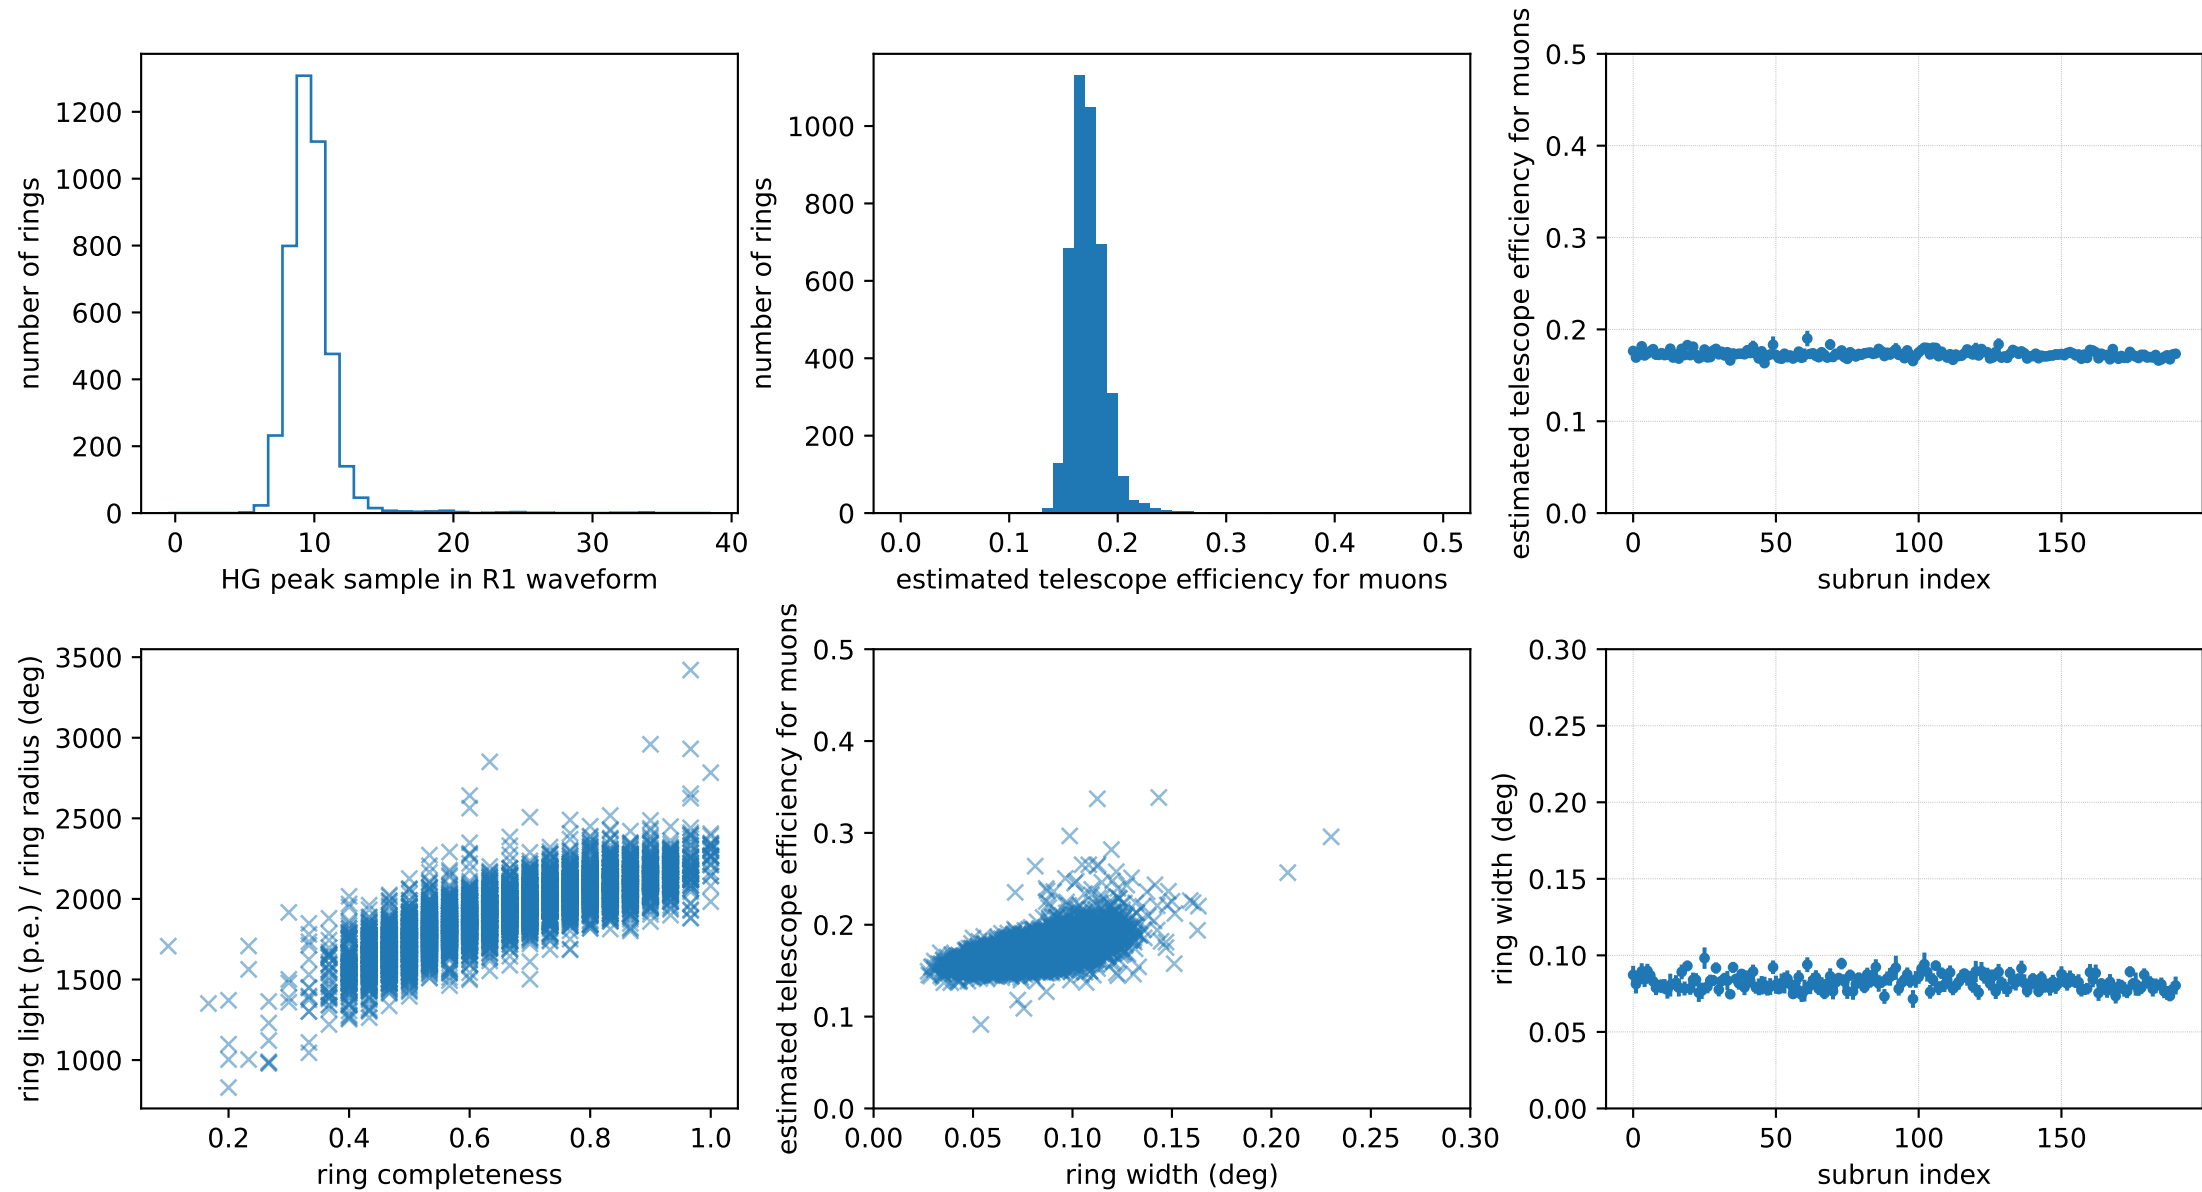 number of rings
1200
1000
800
600
400
200
0
0 10 20 30 40
HG peak sample in R1 waveform
number of rings
1000
800
600
400
200
0
0.0 0.1 0.2 0.3 0.4 0.5
estimated telescope efficiency for muons
estimated telescope efficiency for muons
0.5
0.4
0.3
0.2
0.1
0.0
0 50 100 150
subrun index
ring light (p.e.) / ring radius (deg)
3500
3000
2500
2000
1500
1000
0.2 0.4 0.6 0.8 1.0
ring completeness
estimated telescope efficiency for muons
0.5
0.4
0.3
0.2
0.1
0.0
0.00 0.05 0.10 0.15 0.20 0.25 0.30
ring width (deg)
ring width (deg)
0.30
0.25
0.20
0.15
0.10
0.05
0.00
0 50 100 150
subrun index